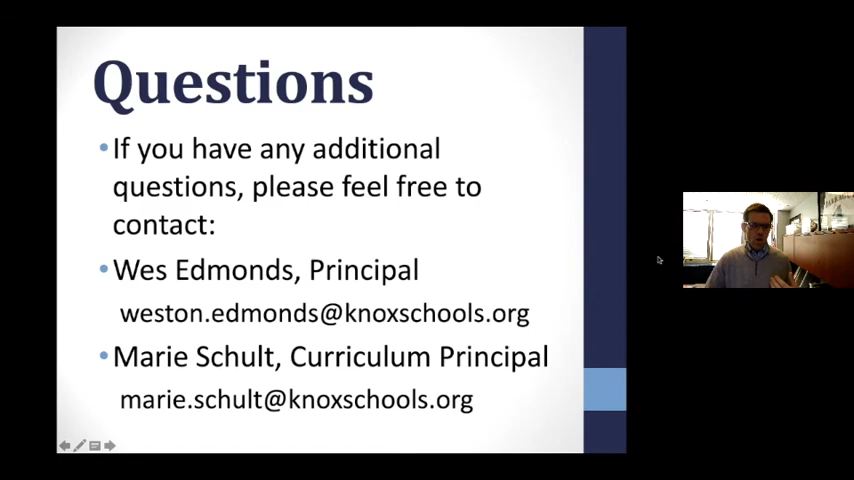 Questions
•If you have any additional
questions, please feel free to
contact:
•Wes Edmonds, Principal
weston.edmonds@knoxschools.org
•Marie Schult, Curriculum Principal
marie.schult@knoxschools.org